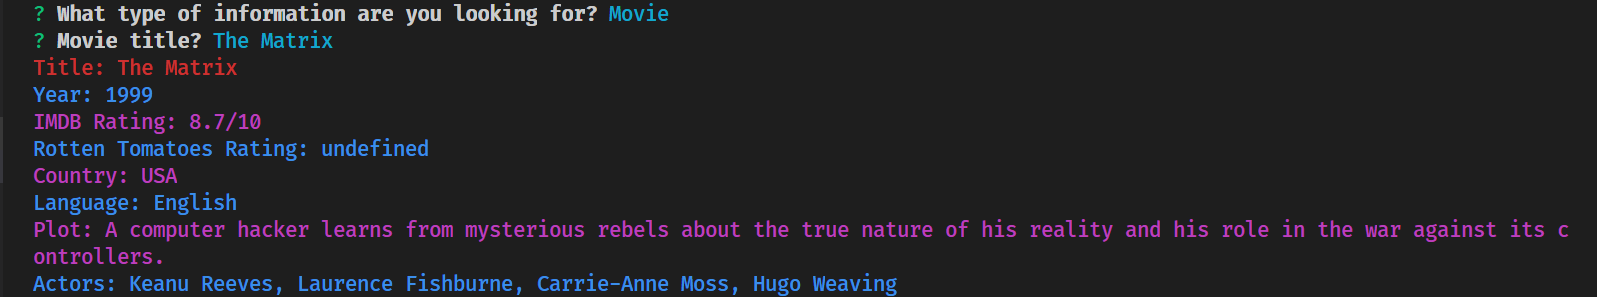 ? What type of information are you looking for? Movie
? Movie title? The Matrix
Title: The Matrix
Year: 1999
IMDB Rating: 8.7/10
Rotten Tomatoes Rating: undefined
Country: USA
Language: English
Plot: A computer hacker learns from mysterious rebels about the true nature of his reality and his role in the war against its c
ontrollers.
Actors: Keanu Reeves, Laurence Fishburne, Carrie-Anne Moss, Hugo Weaving